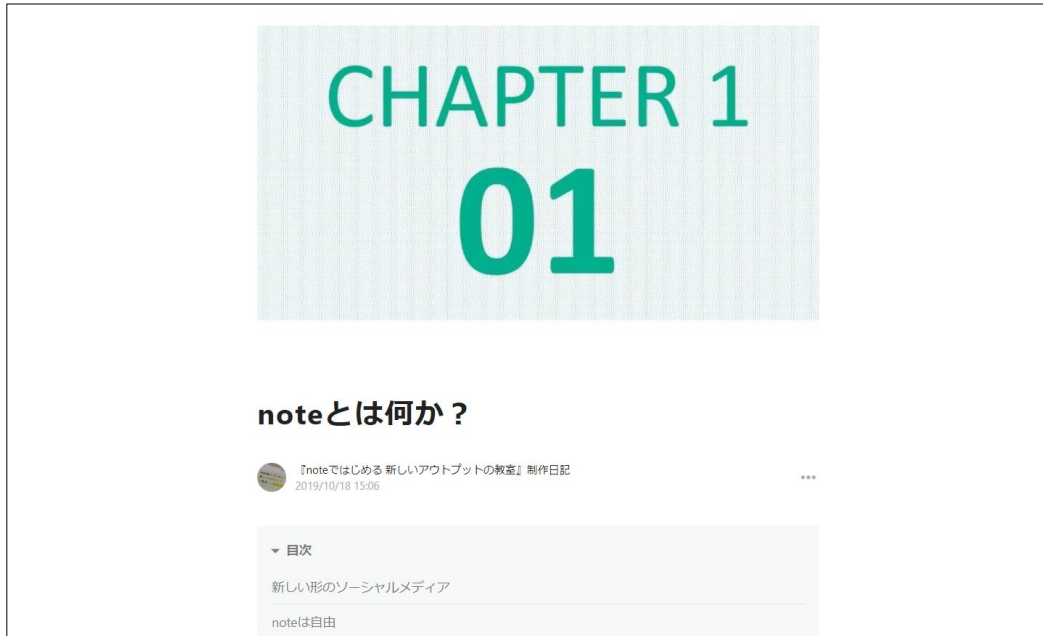 CHAPTER 1
01
noteとは何か？
『noteではじめる 新しいアウトプットの教室』制作日記
2019/10/18 15:06
目次
新しい形のソーシャルメディア
noteは自由